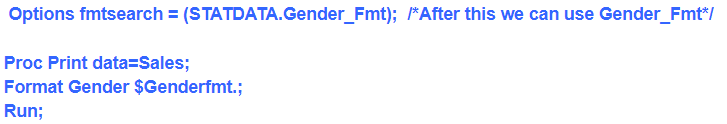 Options fmtsearch = (STATDATA.Gender_Fmt); /*After this we can use Gender_Fmt*/
Proc Print data=Sales;
Format Gender $Genderfmt.;
Run;